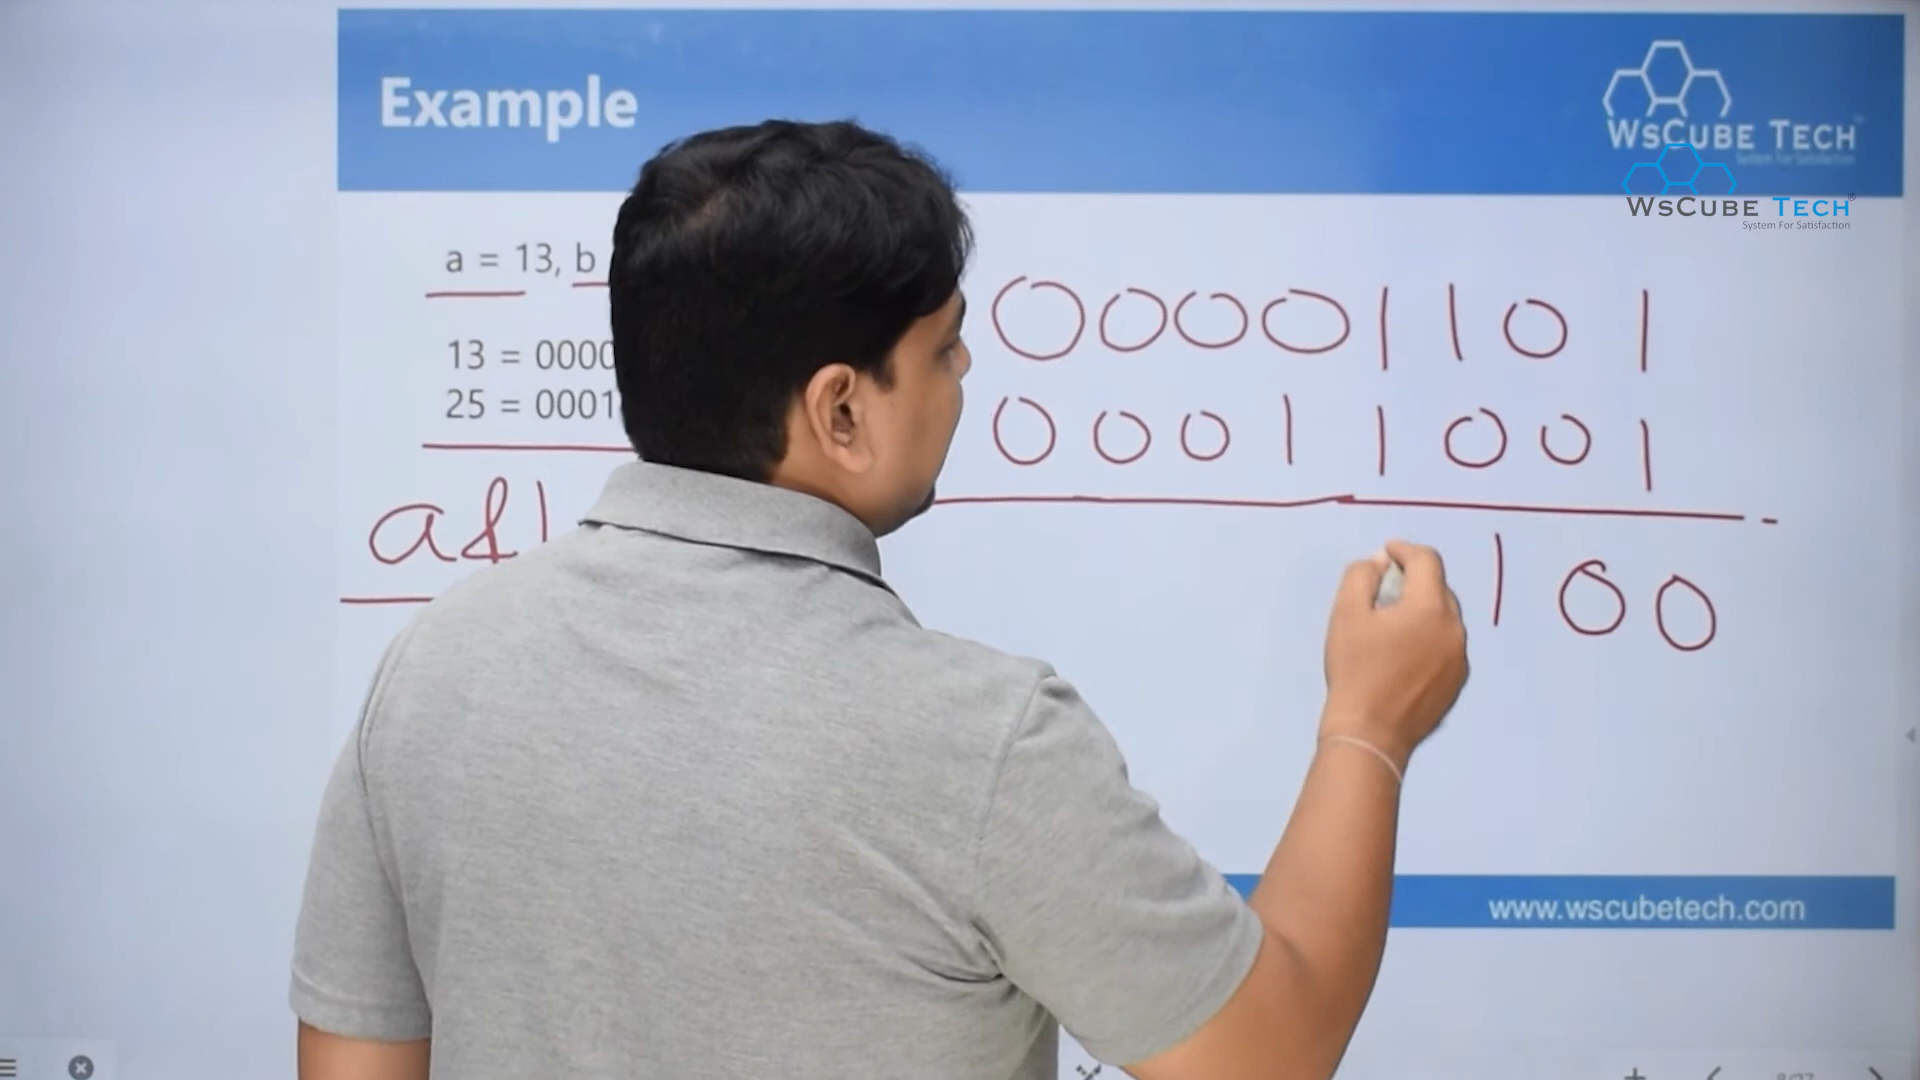 Example
WSCUBE TECH
System For Satisfaction
WSCUBE TECH
System For Satisfaction
a = 13, b
13 = 0000
25 = 0001
00001101
00011001
a &
100
www.wscubetech.com